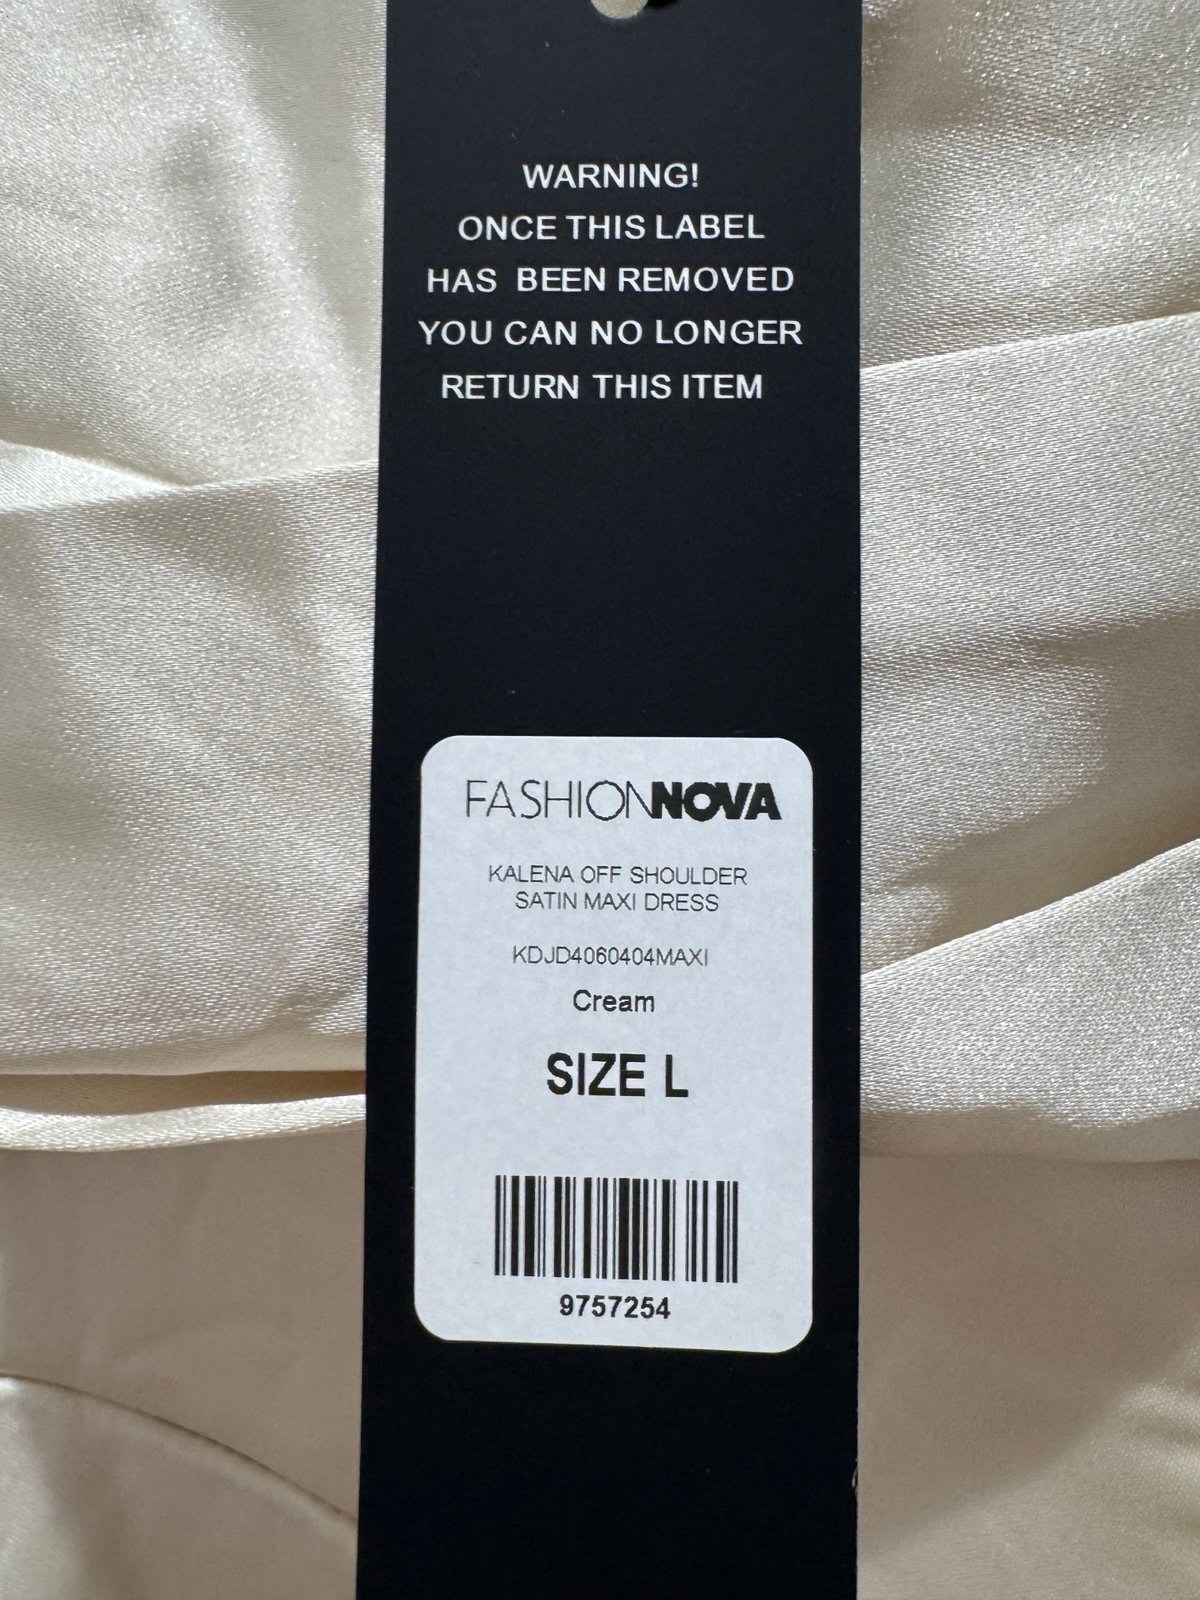 WARNING!
ONCE THIS LABEL
HAS BEEN REMOVED
YOU CAN NO LONGER
RETURN THIS ITEM
FASHIONNOVA
KALENA OFF SHOULDER
SATIN MAXI DRESS
KDJD4060404MAXI
Cream
SIZE L
9757254